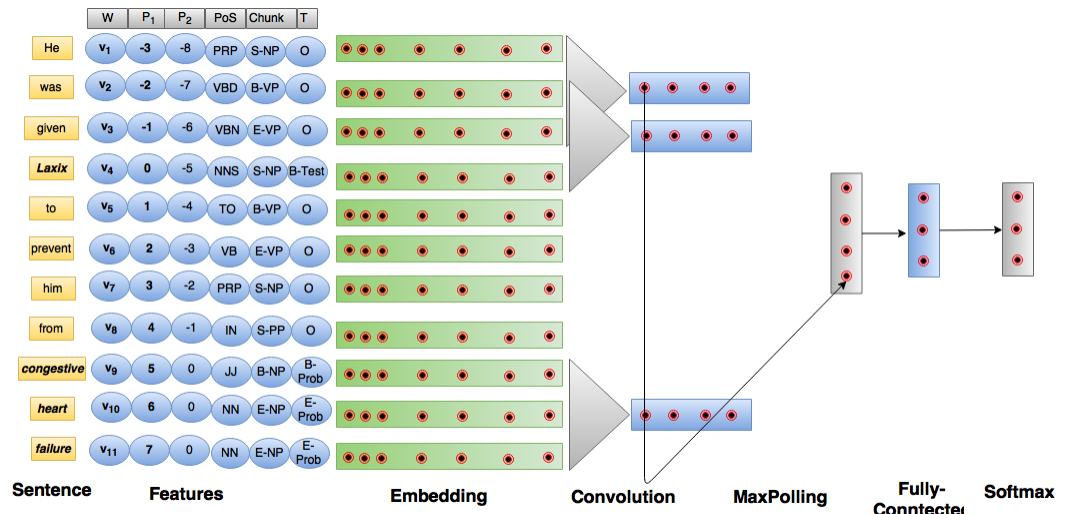 W P1 P2 PoS Chunk T
He v1 -3 -8 PRP S-NP O
was v2 -2 -7 VBD B-VP O
given v3 -1 -6 VBN E-VP O
Laxix v4 0 -5 NNS S-NP B-Test
to v5 1 -4 TO B-VP O
prevent v6 2 -3 VB E-VP O
him v7 3 -2 PRP S-NP O
from v8 4 -1 IN S-PP O
congestive v9 5 0 JJ B-NP B-Prob
heart v10 6 0 NN E-NP E-Prob
failure v11 7 0 NN E-NP E-Prob
Sentence Features Embedding Convolution MaxPolling Fully- Softmax
Conntected